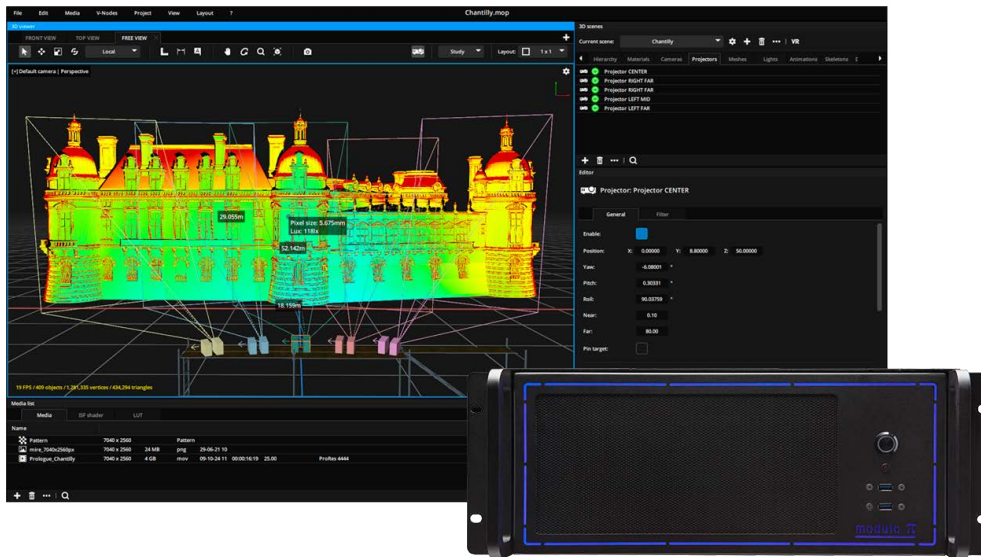 File Edit Media V-Nodes Project View Layout ? Chantilly.mop
3D viewer
FRONT VIEW TOP VIEW FREE VIEW
Local Study Layout: 1 x 1
[+] Default camera | Perspective
29.055m
Pixel size: 5.675mm
Lux: 118lx
52.142m
18.159m
19 FPS / 409 objects / 1,281,335 vertices / 434,294 triangles
3D scenes
Current scene: Chantilly VR
Hierarchy Materials Cameras Projectors Meshes Lights Animations Skeletons
Projector CENTER
Projector RIGHT FAR
Projector RIGHT FAR
Projector LEFT MID
Projector LEFT FAR
Editor
Projector: Projector CENTER
General Filter
Enable:
Position: X: 0.00000 Y: 8.80000 Z: 50.00000
Yaw: -6.08001 °
Pitch: 0.30331 °
Roll: 90.03759 °
Near: 0.10
Far: 80.00
Pin target:
Media list
Media ISF shader LUT
Name
Pattern 7040 x 2560 Pattern
mire_7040x2560px 7040 x 2560 24 MB png 29-06-21 10
Prologue_Chantilly 7040 x 2560 4 GB mov 09-10-24 11 00:00:16:19 25.00 ProRes 4444
modulo π